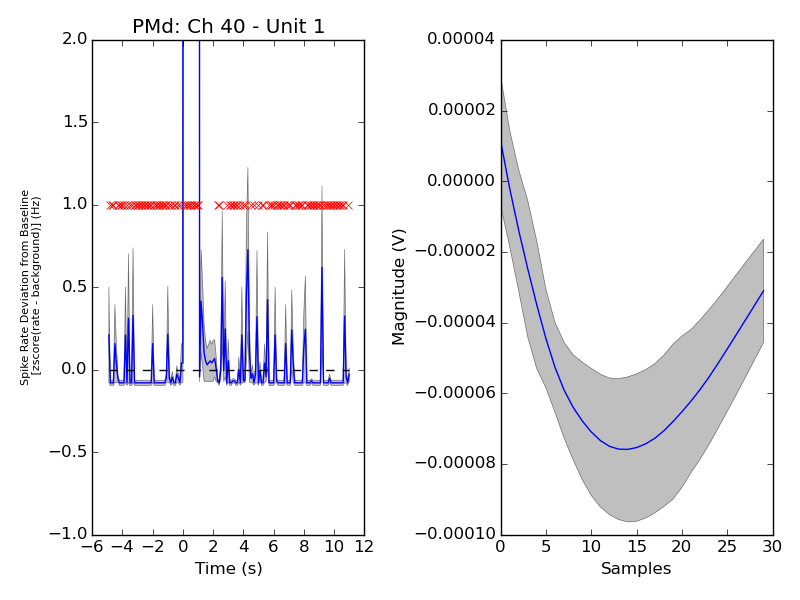 PMd: Ch 40 - Unit 1
2.0
1.5
1.0
0.5
0.0
−0.5
−1.0
−6 −4 −2 0 2 4 6 8 10 12
Time (s)
Spike Rate Deviation from Baseline
[zscore(rate - background)] (Hz)
0.00004
0.00002
0.00000
−0.00002
−0.00004
−0.00006
−0.00008
−0.00010
0 5 10 15 20 25 30
Samples
Magnitude (V)